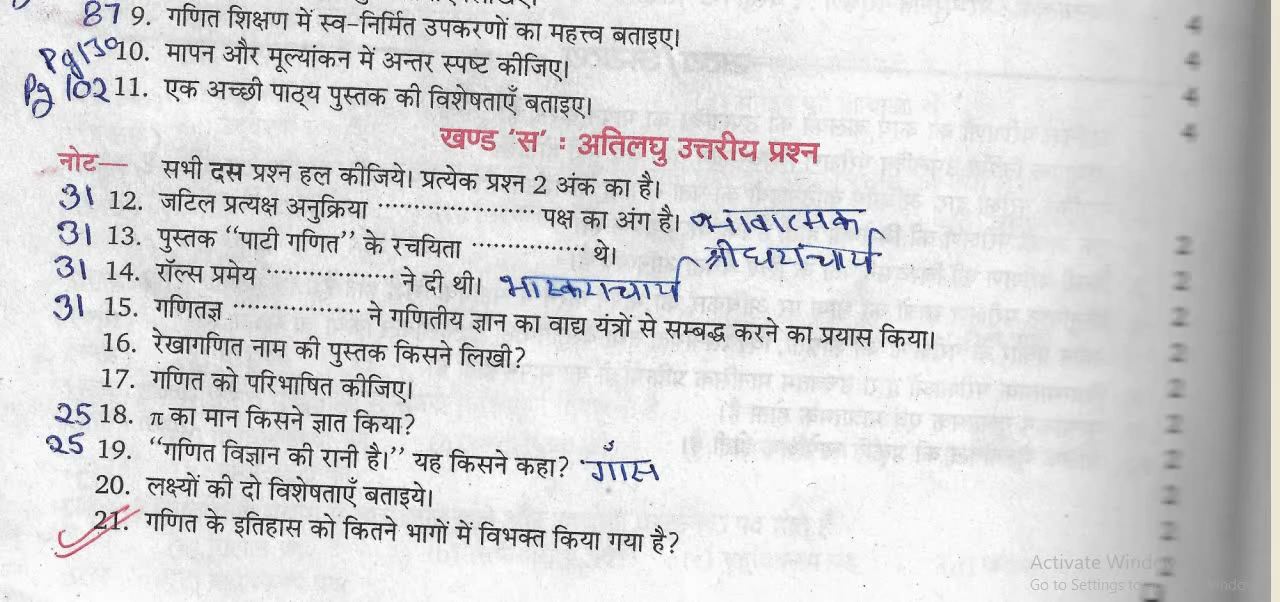 87 9. गणित शिक्षण में स्व-निर्मित उपकरणों का महत्त्व बताइए।
Pg 130 10. मापन और मूल्यांकन में अन्तर स्पष्ट कीजिए।
Pg 102 11. एक अच्छी पाठ्य पुस्तक की विशेषताएँ बताइए।
खण्ड 'स' : अतिलघु उत्तरीय प्रश्न
नोट— सभी दस प्रश्न हल कीजिये। प्रत्येक प्रश्न 2 अंक का है।
31 12. जटिल प्रत्यक्ष अनुक्रिया ..................... पक्ष का अंग है। भावात्मक
31 13. पुस्तक “पाटी गणित” के रचयिता ................ थे। श्रीधराचार्य
31 14. रॉल्स प्रमेय .................. ने दी थी। भास्कराचार्य
31 15. गणितज्ञ .................. ने गणितीय ज्ञान का वाद्य यंत्रों से सम्बद्ध करने का प्रयास किया।
16. रेखागणित नाम की पुस्तक किसने लिखी?
17. गणित को परिभाषित कीजिए।
25 18. π का मान किसने ज्ञात किया?
25 19. “गणित विज्ञान की रानी है।” यह किसने कहा? गॉस
20. लक्ष्यों की दो विशेषताएँ बताइये।
21. गणित के इतिहास को कितने भागों में विभक्त किया गया है?
Activate Windo
Go to Settings to Windo